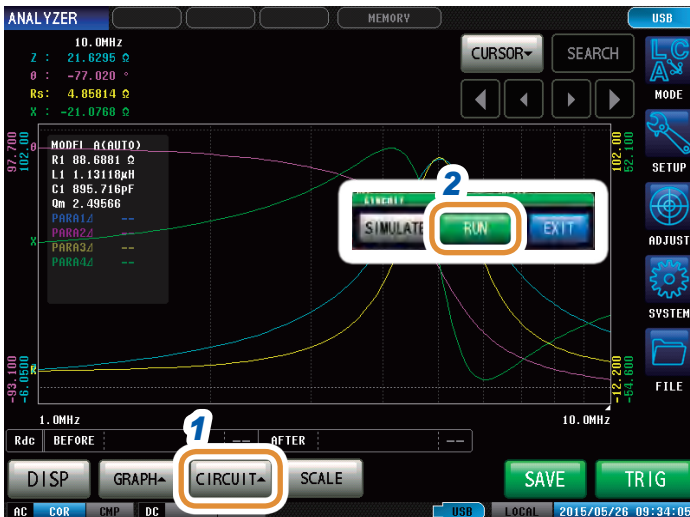 ANALYZER
MEMORY
USB
10.0MHz
Z : 21.6295 Ω
θ : -77.020 °
Rs: 4.85814 Ω
X : -21.0768 Ω
CURSOR▾
SEARCH
LCA
MODE
SETUP
ADJUST
SYSTEM
FILE
97.700
102.00
102.00
52.100
θ
X
R
MODEL A(AUTO)
R1 88.6881 Ω
L1 1.13118μH
C1 895.716pF
Qm 2.49566
PARA1⊿ --
PARA2⊿ --
PARA3⊿ --
PARA4⊿ --
2
SIMULATE
RUN
EXIT
-93.100
-6.0500
-12.200
-54.600
1.0MHz
10.0MHz
1
Rdc BEFORE -- AFTER --
DISP
GRAPH▴
CIRCUIT▴
SCALE
SAVE
TRIG
AC COR CMP DC
USB LOCAL 2015/05/26 09:34:05